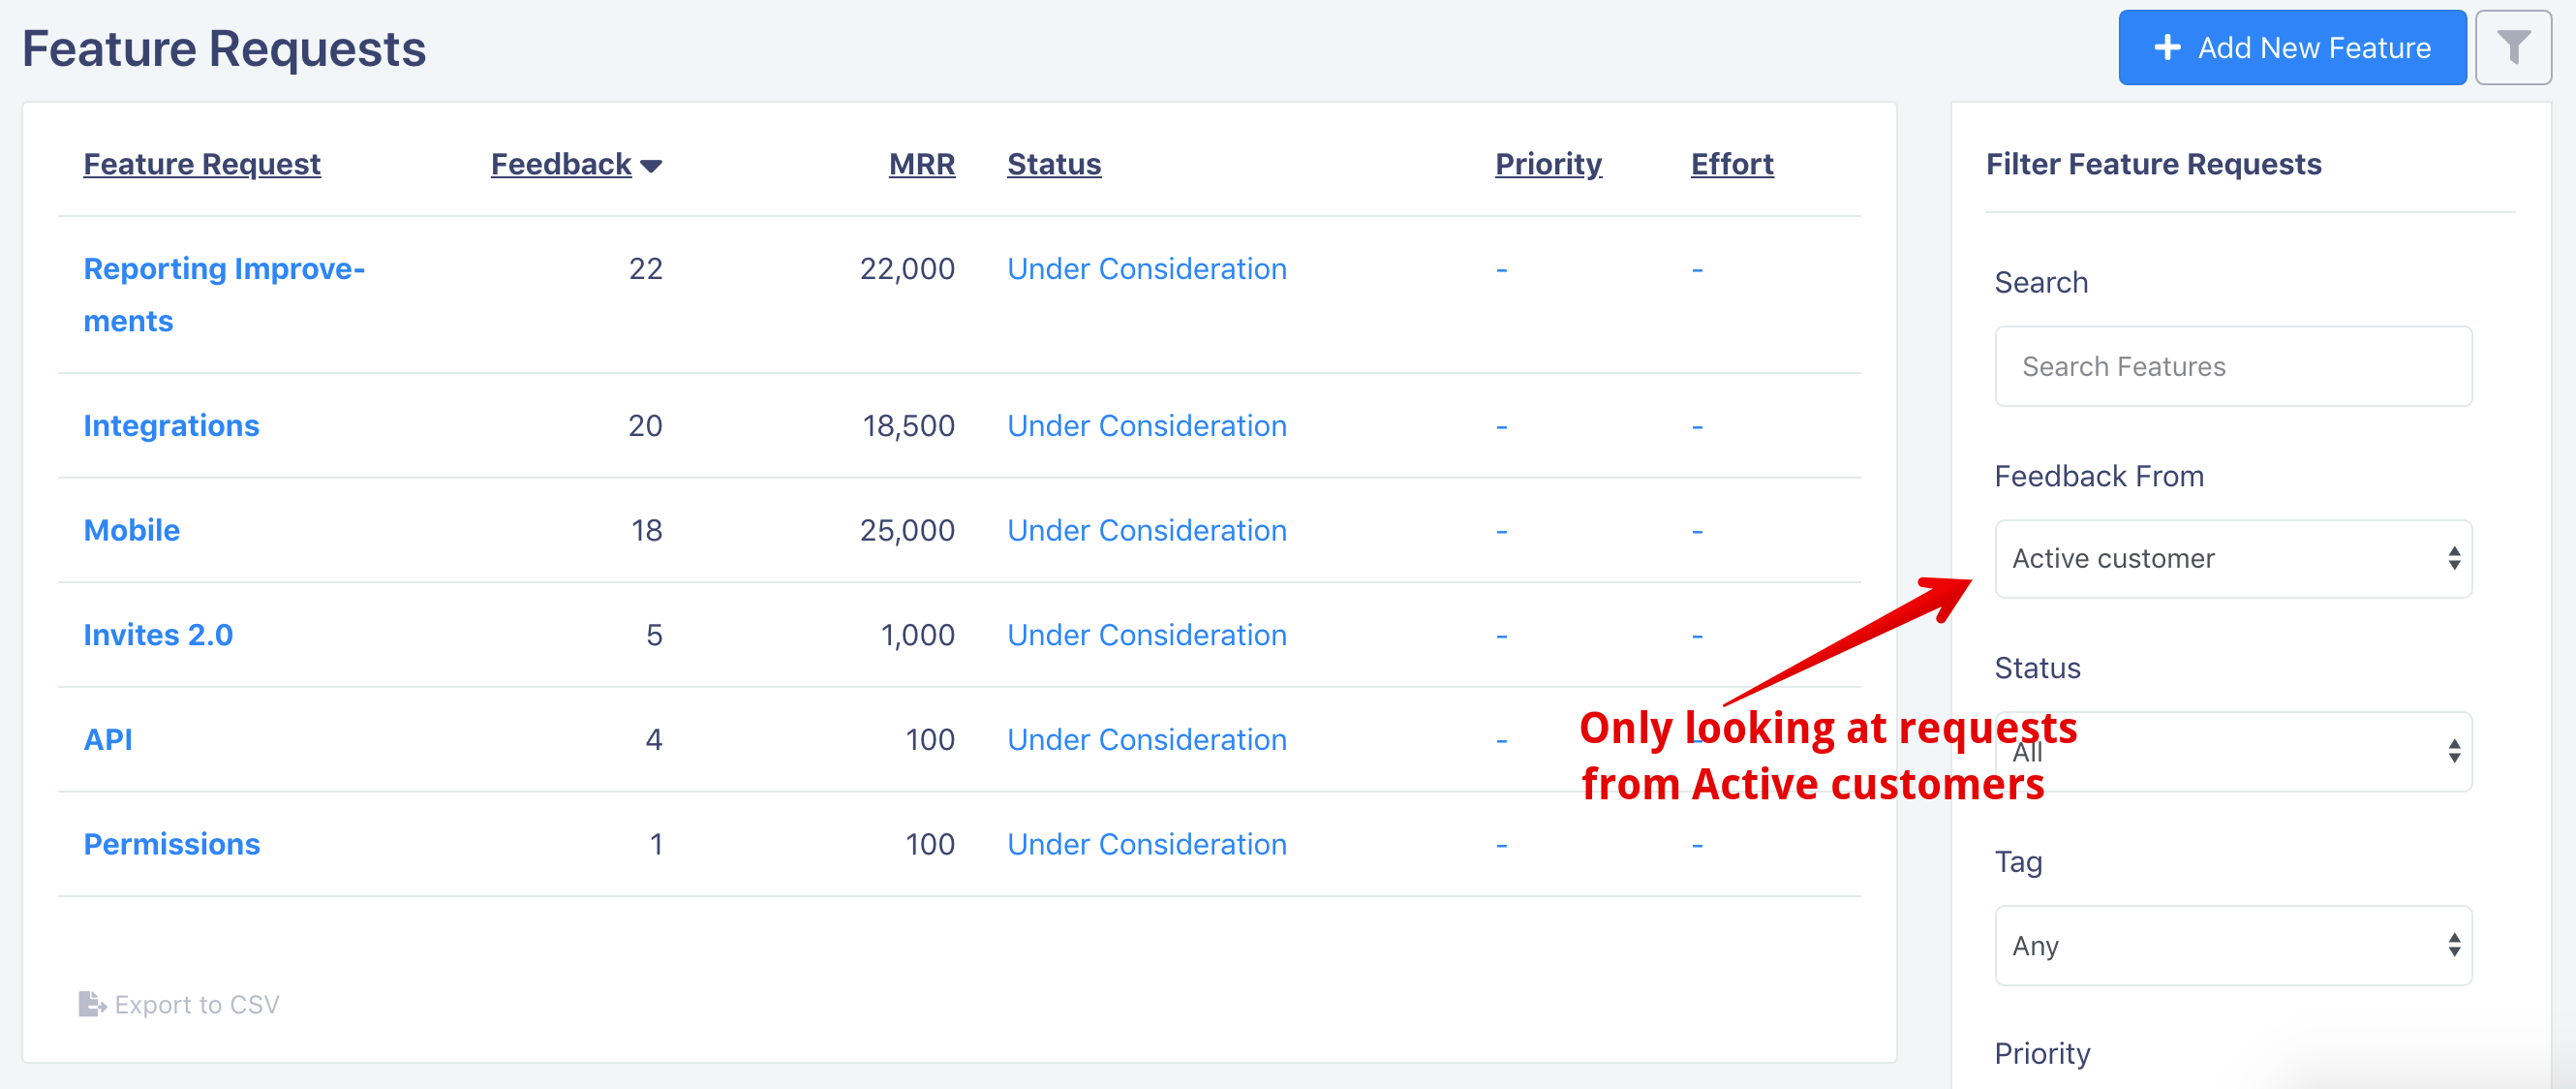 Feature Requests
Add New Feature
Feature Request Feedback MRR Status Priority Effort
Reporting Improve-
ments
22 22,000 Under Consideration - -
Integrations 20 18,500 Under Consideration - -
Mobile 18 25,000 Under Consideration - -
Invites 2.0 5 1,000 Under Consideration - -
API 4 100 Under Consideration - -
Permissions 1 100 Under Consideration - -
Export to CSV
Only looking at requests
from Active customers
Filter Feature Requests
Search
Search Features
Feedback From
Active customer
Status
All
Tag
Any
Priority